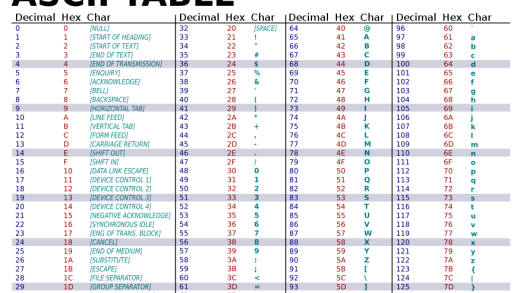 ASCII TABLE
Decimal Hex Char Decimal Hex Char Decimal Hex Char Decimal Hex Char
0 0 [NULL] 32 20 [SPACE] 64 40 @ 96 60 `
1 1 [START OF HEADING] 33 21 ! 65 41 A 97 61 a
2 2 [START OF TEXT] 34 22 " 66 42 B 98 62 b
3 3 [END OF TEXT] 35 23 # 67 43 C 99 63 c
4 4 [END OF TRANSMISSION] 36 24 $ 68 44 D 100 64 d
5 5 [ENQUIRY] 37 25 % 69 45 E 101 65 e
6 6 [ACKNOWLEDGE] 38 26 & 70 46 F 102 66 f
7 7 [BELL] 39 27 ' 71 47 G 103 67 g
8 8 [BACKSPACE] 40 28 ( 72 48 H 104 68 h
9 9 [HORIZONTAL TAB] 41 29 ) 73 49 I 105 69 i
10 A [LINE FEED] 42 2A * 74 4A J 106 6A j
11 B [VERTICAL TAB] 43 2B + 75 4B K 107 6B k
12 C [FORM FEED] 44 2C , 76 4C L 108 6C l
13 D [CARRIAGE RETURN] 45 2D - 77 4D M 109 6D m
14 E [SHIFT OUT] 46 2E . 78 4E N 110 6E n
15 F [SHIFT IN] 47 2F / 79 4F O 111 6F o
16 10 [DATA LINK ESCAPE] 48 30 0 80 50 P 112 70 p
17 11 [DEVICE CONTROL 1] 49 31 1 81 51 Q 113 71 q
18 12 [DEVICE CONTROL 2] 50 32 2 82 52 R 114 72 r
19 13 [DEVICE CONTROL 3] 51 33 3 83 53 S 115 73 s
20 14 [DEVICE CONTROL 4] 52 34 4 84 54 T 116 74 t
21 15 [NEGATIVE ACKNOWLEDGE] 53 35 5 85 55 U 117 75 u
22 16 [SYNCHRONOUS IDLE] 54 36 6 86 56 V 118 76 v
23 17 [ENG OF TRANS. BLOCK] 55 37 7 87 57 W 119 77 w
24 18 [CANCEL] 56 38 8 88 58 X 120 78 x
25 19 [END OF MEDIUM] 57 39 9 89 59 Y 121 79 y
26 1A [SUBSTITUTE] 58 3A : 90 5A Z 122 7A z
27 1B [ESCAPE] 59 3B ; 91 5B [ 123 7B {
28 1C [FILE SEPARATOR] 60 3C < 92 5C \ 124 7C |
29 1D [GROUP SEPARATOR] 61 3D = 93 5D ] 125 7D }